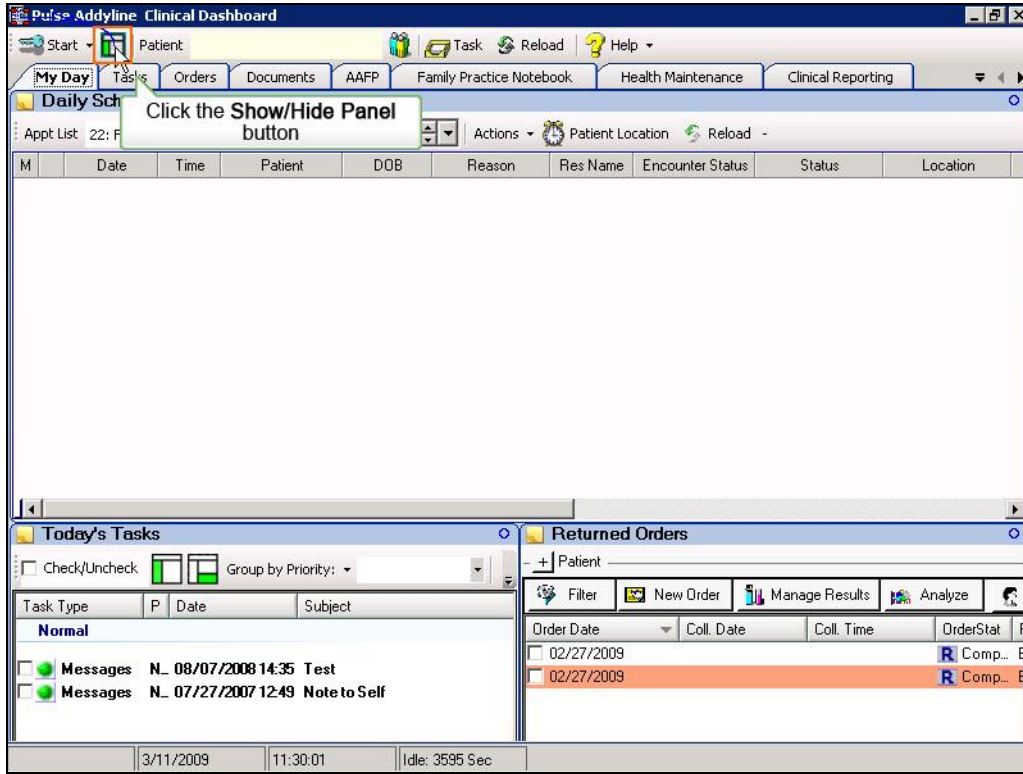 Pulse Addyline Clinical Dashboard
Start Patient Task Reload Help
My Day Tasks Orders Documents AAFP Family Practice Notebook Health Maintenance Clinical Reporting
Daily Sch
Click the Show/Hide Panel
button
Appt List 22: F Actions Patient Location Reload -
M Date Time Patient DOB Reason Res Name Encounter Status Status Location
Today's Tasks Returned Orders
+ Patient
Check/Uncheck Group by Priority:
Filter New Order Manage Results Analyze
Task Type P Date Subject
Order Date Coll. Date Coll. Time OrderStat
Normal
02/27/2009 R Comp...
Messages N... 08/07/2008 14:35 Test
02/27/2009 R Comp...
Messages N... 07/27/2007 12:49 Note to Self
3/11/2009 11:30:01 Idle: 3595 Sec